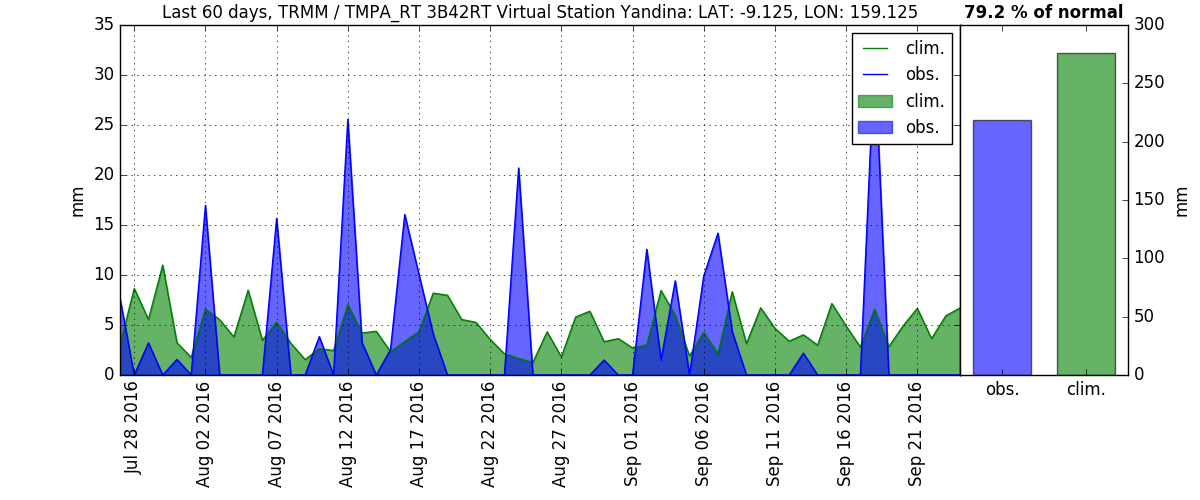 Last 60 days, TRMM / TMPA_RT 3B42RT Virtual Station Yandina: LAT: -9.125, LON: 159.125
79.2 % of normal
35
30
25
20
15
10
5
0
mm
clim.
obs.
clim.
obs.
Jul 28 2016
Aug 02 2016
Aug 07 2016
Aug 12 2016
Aug 17 2016
Aug 22 2016
Aug 27 2016
Sep 01 2016
Sep 06 2016
Sep 11 2016
Sep 16 2016
Sep 21 2016
300
250
200
150
100
50
0
mm
obs.
clim.